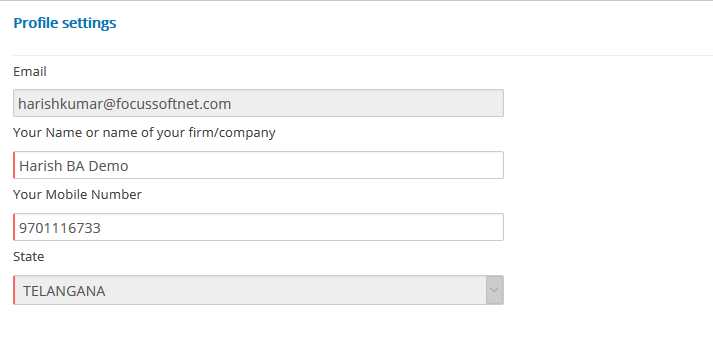 Profile settings
Email
harishkumar@focussoftnet.com
Your Name or name of your firm/company
Harish BA Demo
Your Mobile Number
9701116733
State
TELANGANA